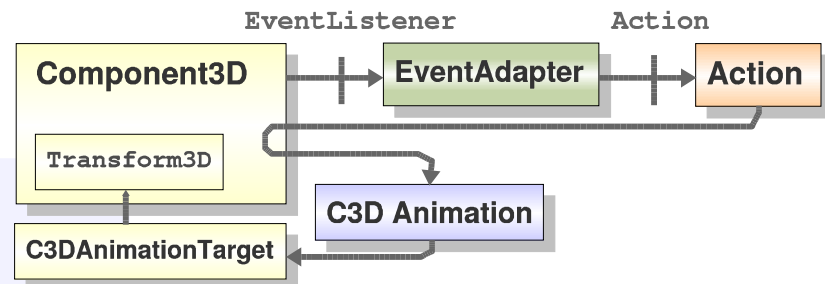 EventListener
Action
Component3D
EventAdapter
Action
Transform3D
C3D Animation
C3DAnimationTarget